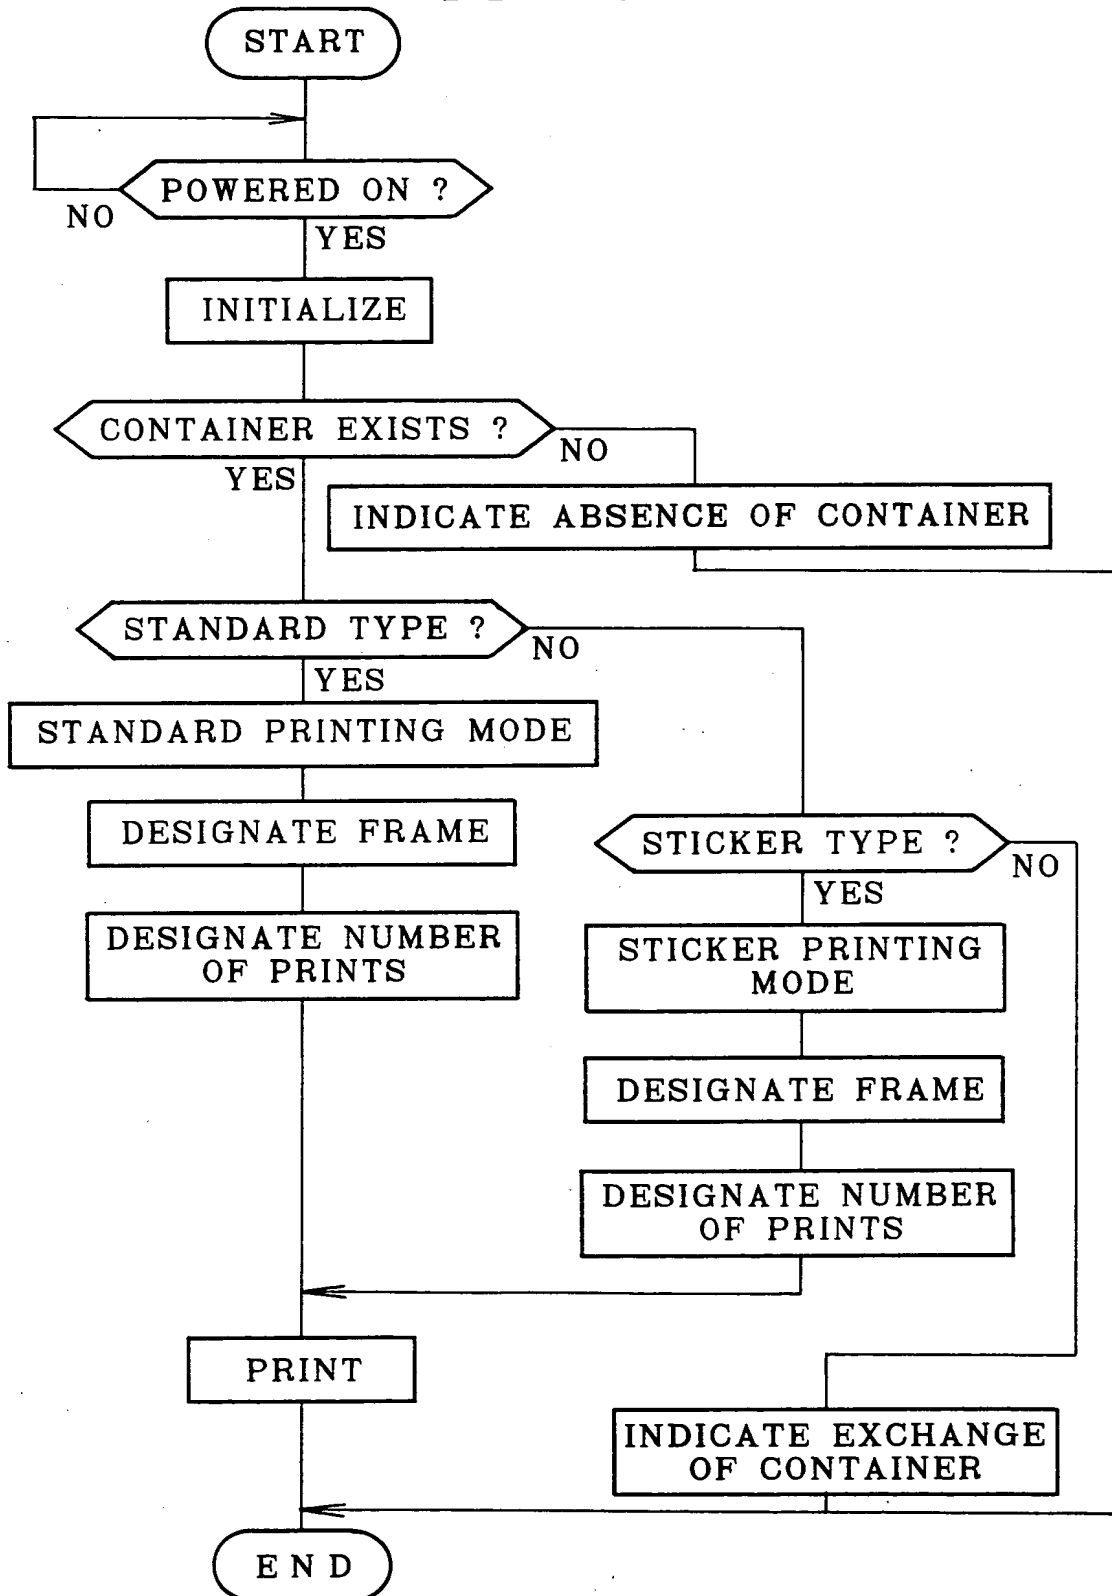 START
POWERED ON ?
NO
YES
INITIALIZE
CONTAINER EXISTS ?
NO
YES
INDICATE ABSENCE OF CONTAINER
STANDARD TYPE ?
NO
YES
STANDARD PRINTING MODE
DESIGNATE FRAME
STICKER TYPE ?
NO
YES
DESIGNATE NUMBER
OF PRINTS
STICKER PRINTING
MODE
DESIGNATE FRAME
DESIGNATE NUMBER
OF PRINTS
PRINT
INDICATE EXCHANGE
OF CONTAINER
END